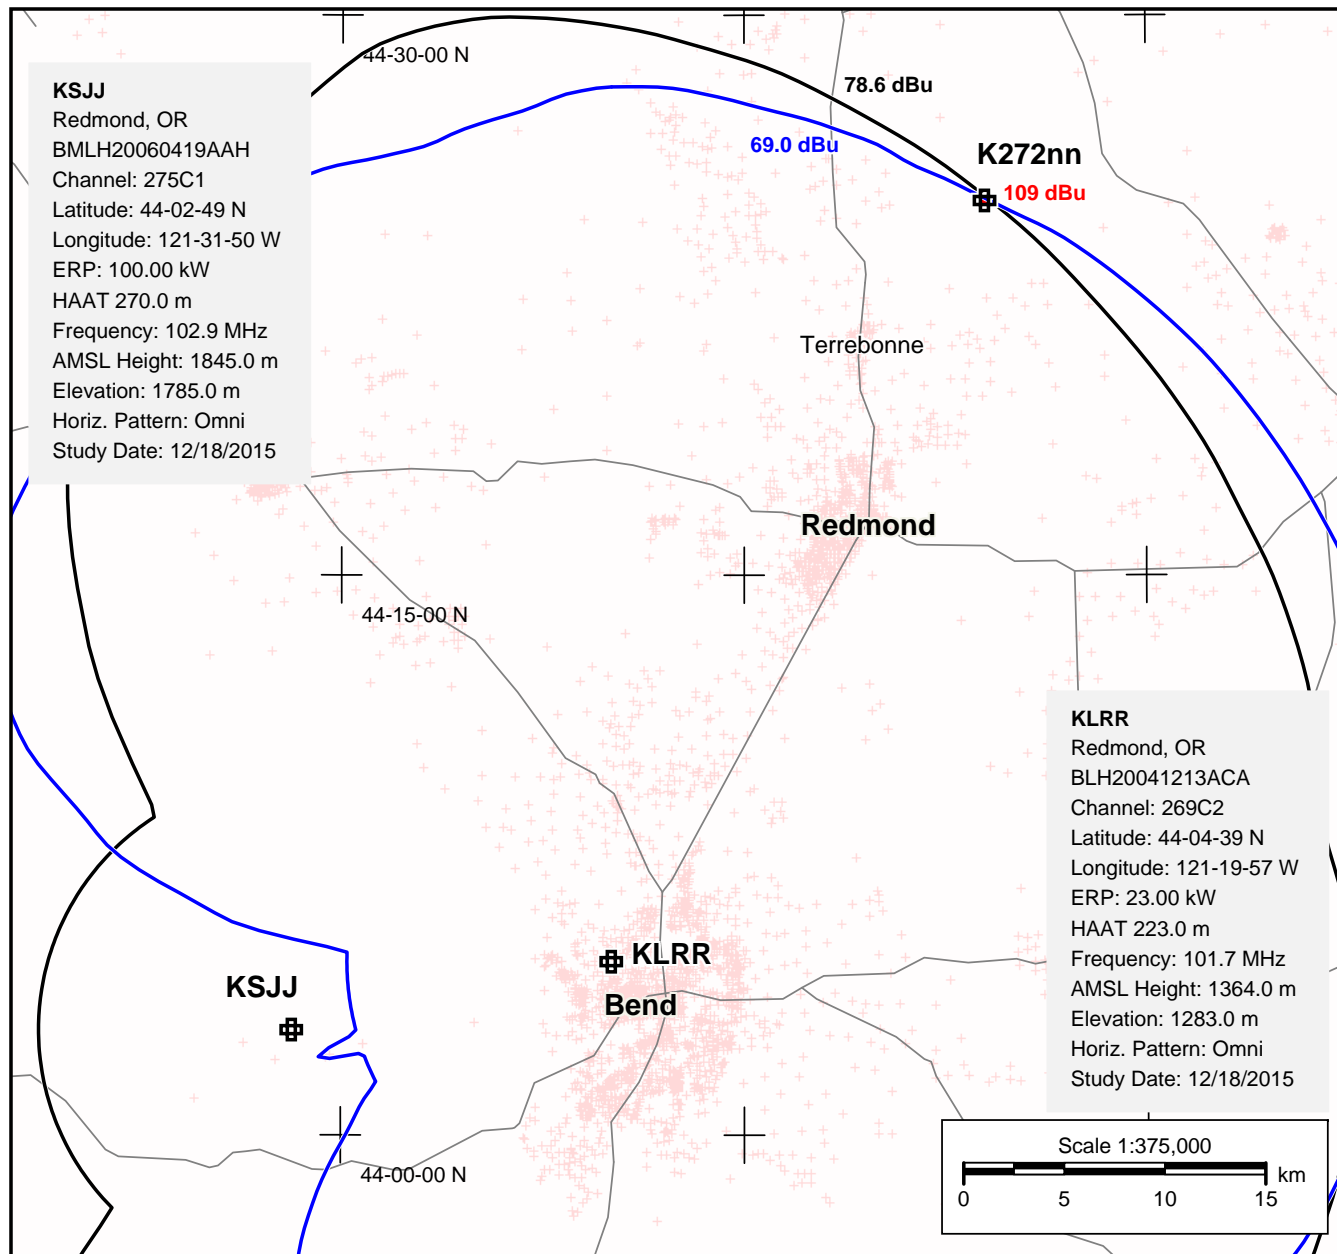 44-30-00 N
KSJJ
Redmond, OR
BMLH20060419AAH
Channel: 275C1
Latitude: 44-02-49 N
Longitude: 121-31-50 W
ERP: 100.00 kW
HAAT 270.0 m
Frequency: 102.9 MHz
AMSL Height: 1845.0 m
Elevation: 1785.0 m
Horiz. Pattern: Omni
Study Date: 12/18/2015
78.6 dBu
69.0 dBu
K272nn
109 dBu
Terrebonne
Redmond
44-15-00 N
KLRR
Redmond, OR
BLH20041213ACA
Channel: 269C2
Latitude: 44-04-39 N
Longitude: 121-19-57 W
ERP: 23.00 kW
HAAT 223.0 m
Frequency: 101.7 MHz
AMSL Height: 1364.0 m
Elevation: 1283.0 m
Horiz. Pattern: Omni
Study Date: 12/18/2015
KLRR
KSJJ
Bend
44-00-00 N
Scale 1:375,000
km
0 5 10 15